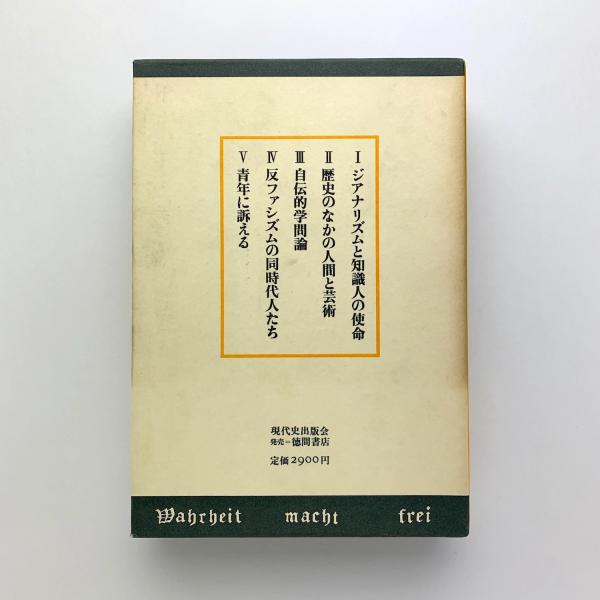 Ⅰ ジアナリズムと知識人の使命
Ⅱ 歴史のなかの人間と芸術
Ⅲ 自伝的学問論
Ⅳ 反ファシズムの同時代人たち
Ⅴ 青年に訴える
現代史出版会
発売=徳間書店
定価2900円
Wahrheit macht frei